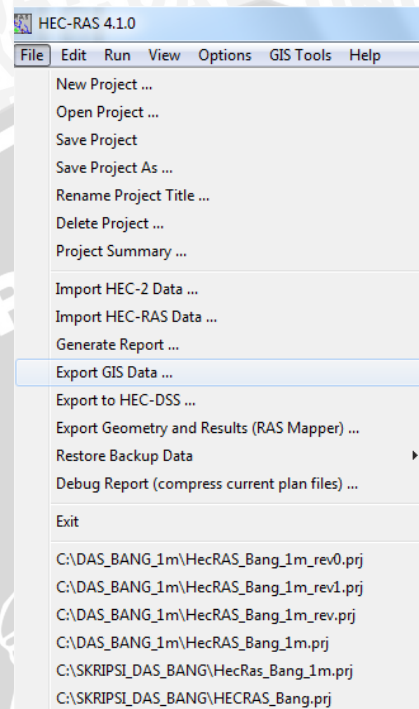 HEC-RAS 4.1.0
File Edit Run View Options GIS Tools Help
New Project ...
Open Project ...
Save Project
Save Project As ...
Rename Project Title ...
Delete Project ...
Project Summary ...
Import HEC-2 Data ...
Import HEC-RAS Data ...
Generate Report ...
Export GIS Data ...
Export to HEC-DSS ...
Export Geometry and Results (RAS Mapper) ...
Restore Backup Data
Debug Report (compress current plan files) ...
Exit
C:\DAS_BANG_1m\HecRAS_Bang_1m_rev0.prj
C:\DAS_BANG_1m\HecRAS_Bang_1m_rev1.prj
C:\DAS_BANG_1m\HecRAS_Bang_1m_rev.prj
C:\DAS_BANG_1m\HecRAS_Bang_1m.prj
C:\SKRIPSI_DAS_BANG\HecRas_Bang_1m.prj
C:\SKRIPSI_DAS_BANG\HECRAS_Bang.prj